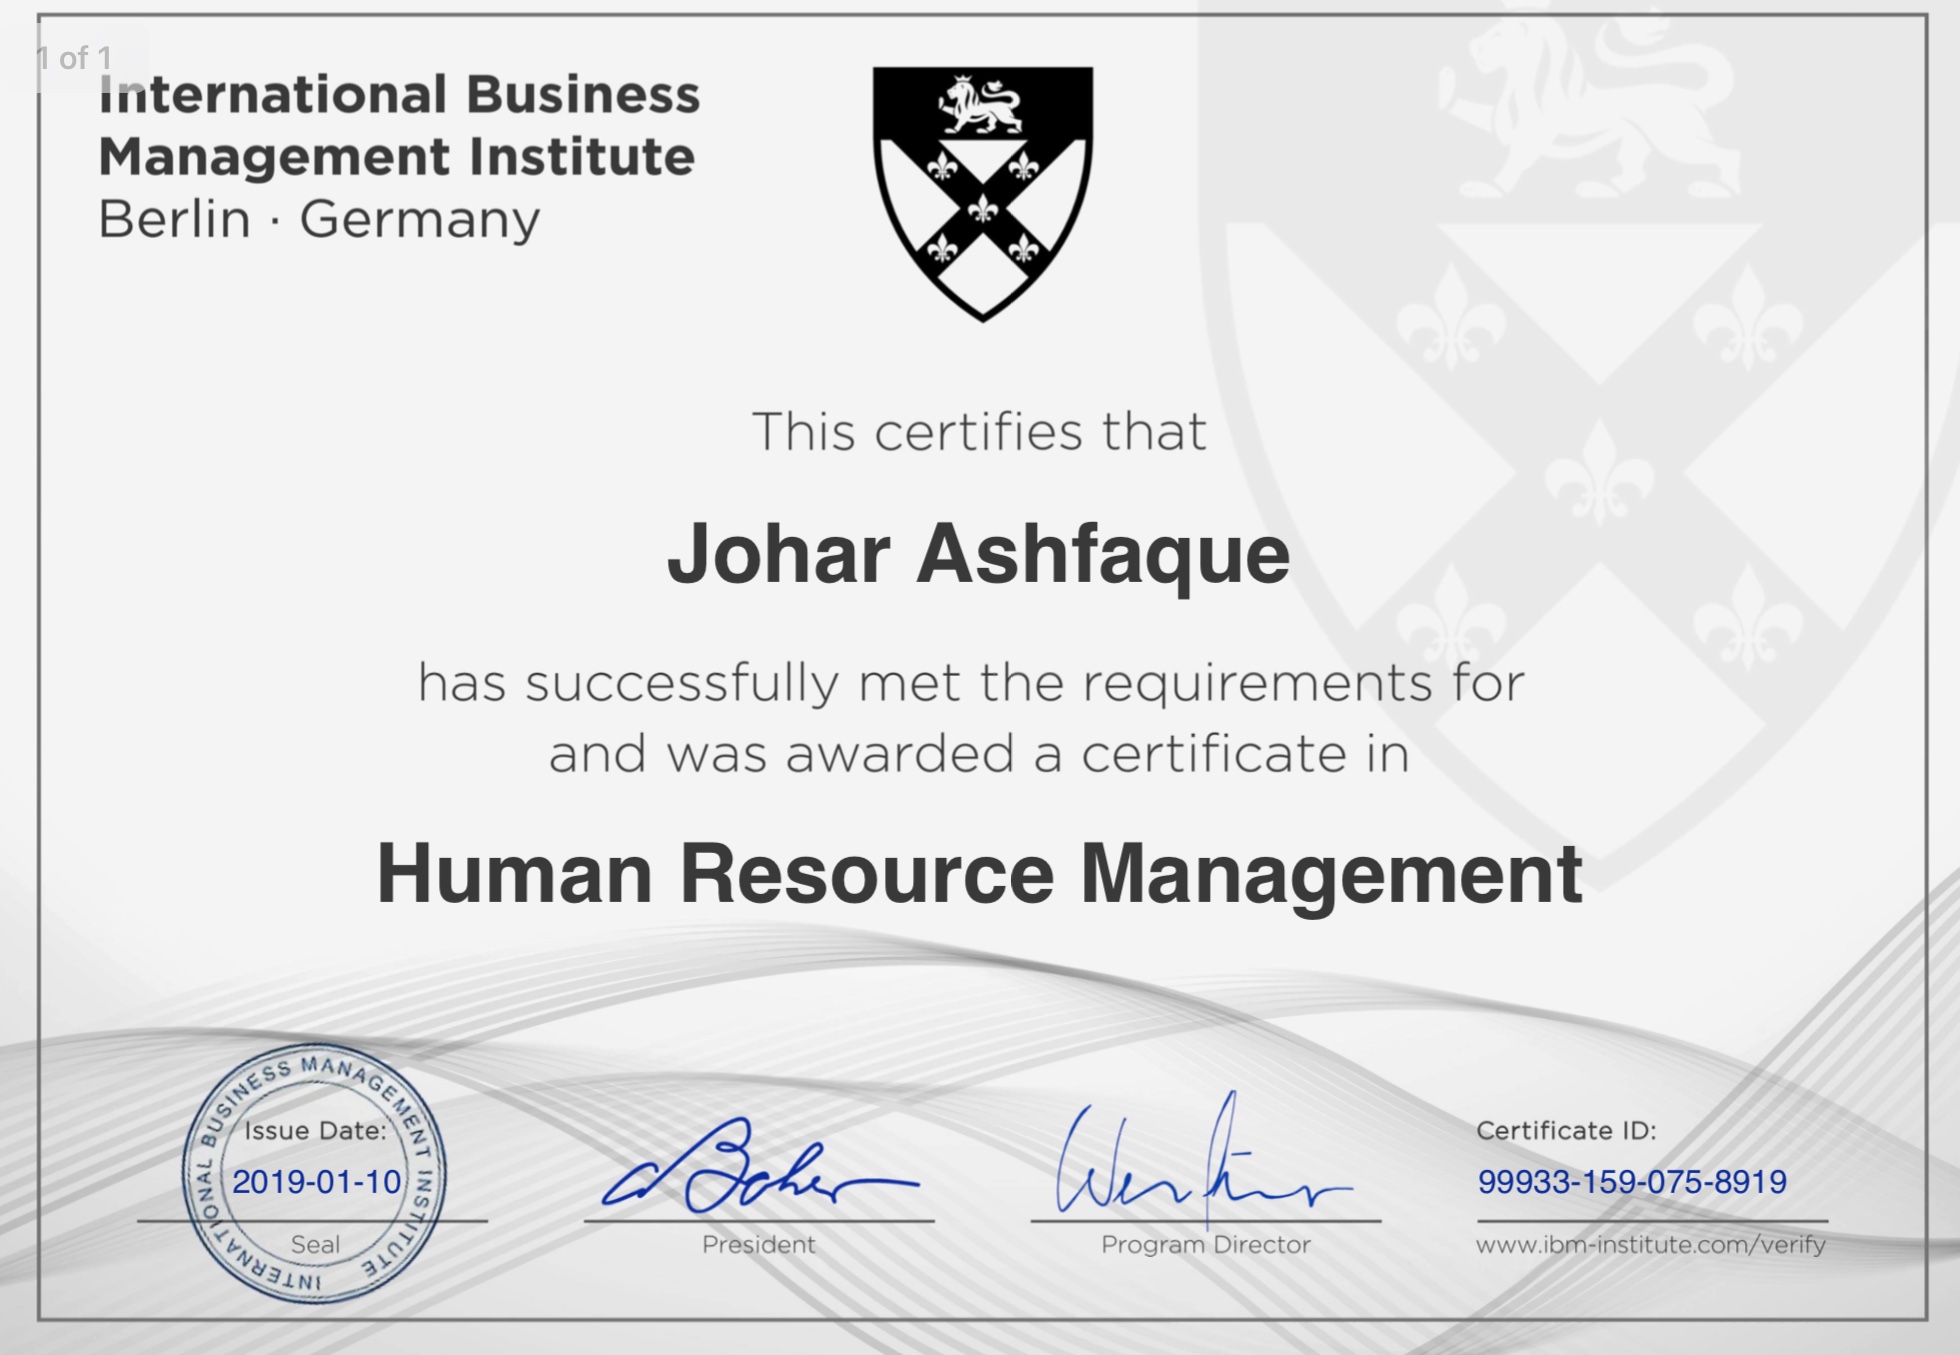 1 of 1
International Business
Management Institute
Berlin · Germany
This certifies that
Johar Ashfaque
has successfully met the requirements for
and was awarded a certificate in
Human Resource Management
INTERNATIONAL BUSINESS MANAGEMENT INSTITUTE
Issue Date:
2019-01-10
Seal
President
Program Director
Certificate ID:
99933-159-075-8919
www.ibm-institute.com/verify